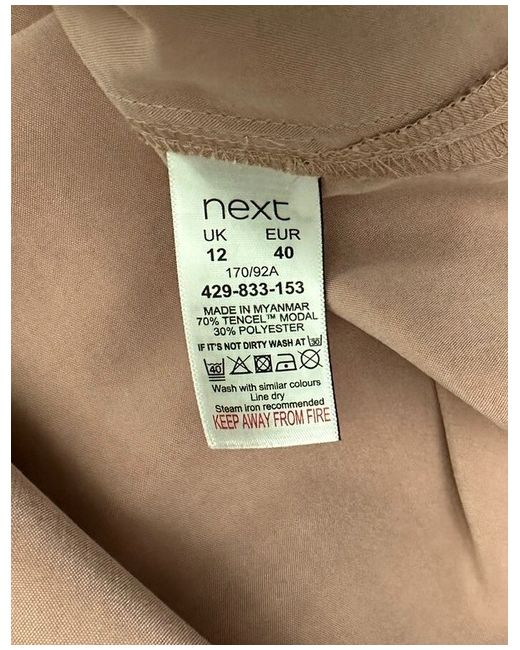 next
UK EUR
12 40
170/92A
429-833-153
MADE IN MYANMAR
70% TENCEL™ MODAL
30% POLYESTER
IF IT'S NOT DIRTY WASH AT 30
40
Wash with similar colours
Line dry
Steam Iron recommended
KEEP AWAY FROM FIRE